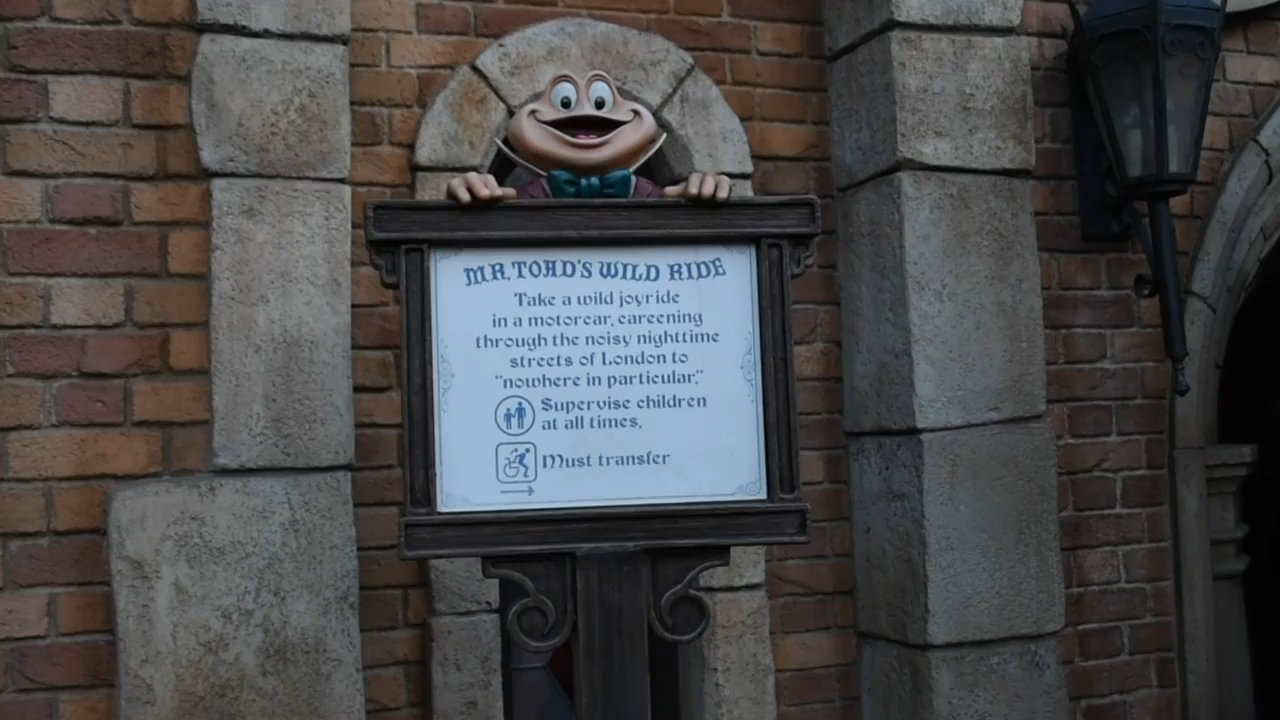 MR. TOAD'S WILD RIDE
Take a wild joyride
in a motorcar, careening
through the noisy nighttime
streets of London to
"nowhere in particular."
Supervise children
at all times.
Must transfer